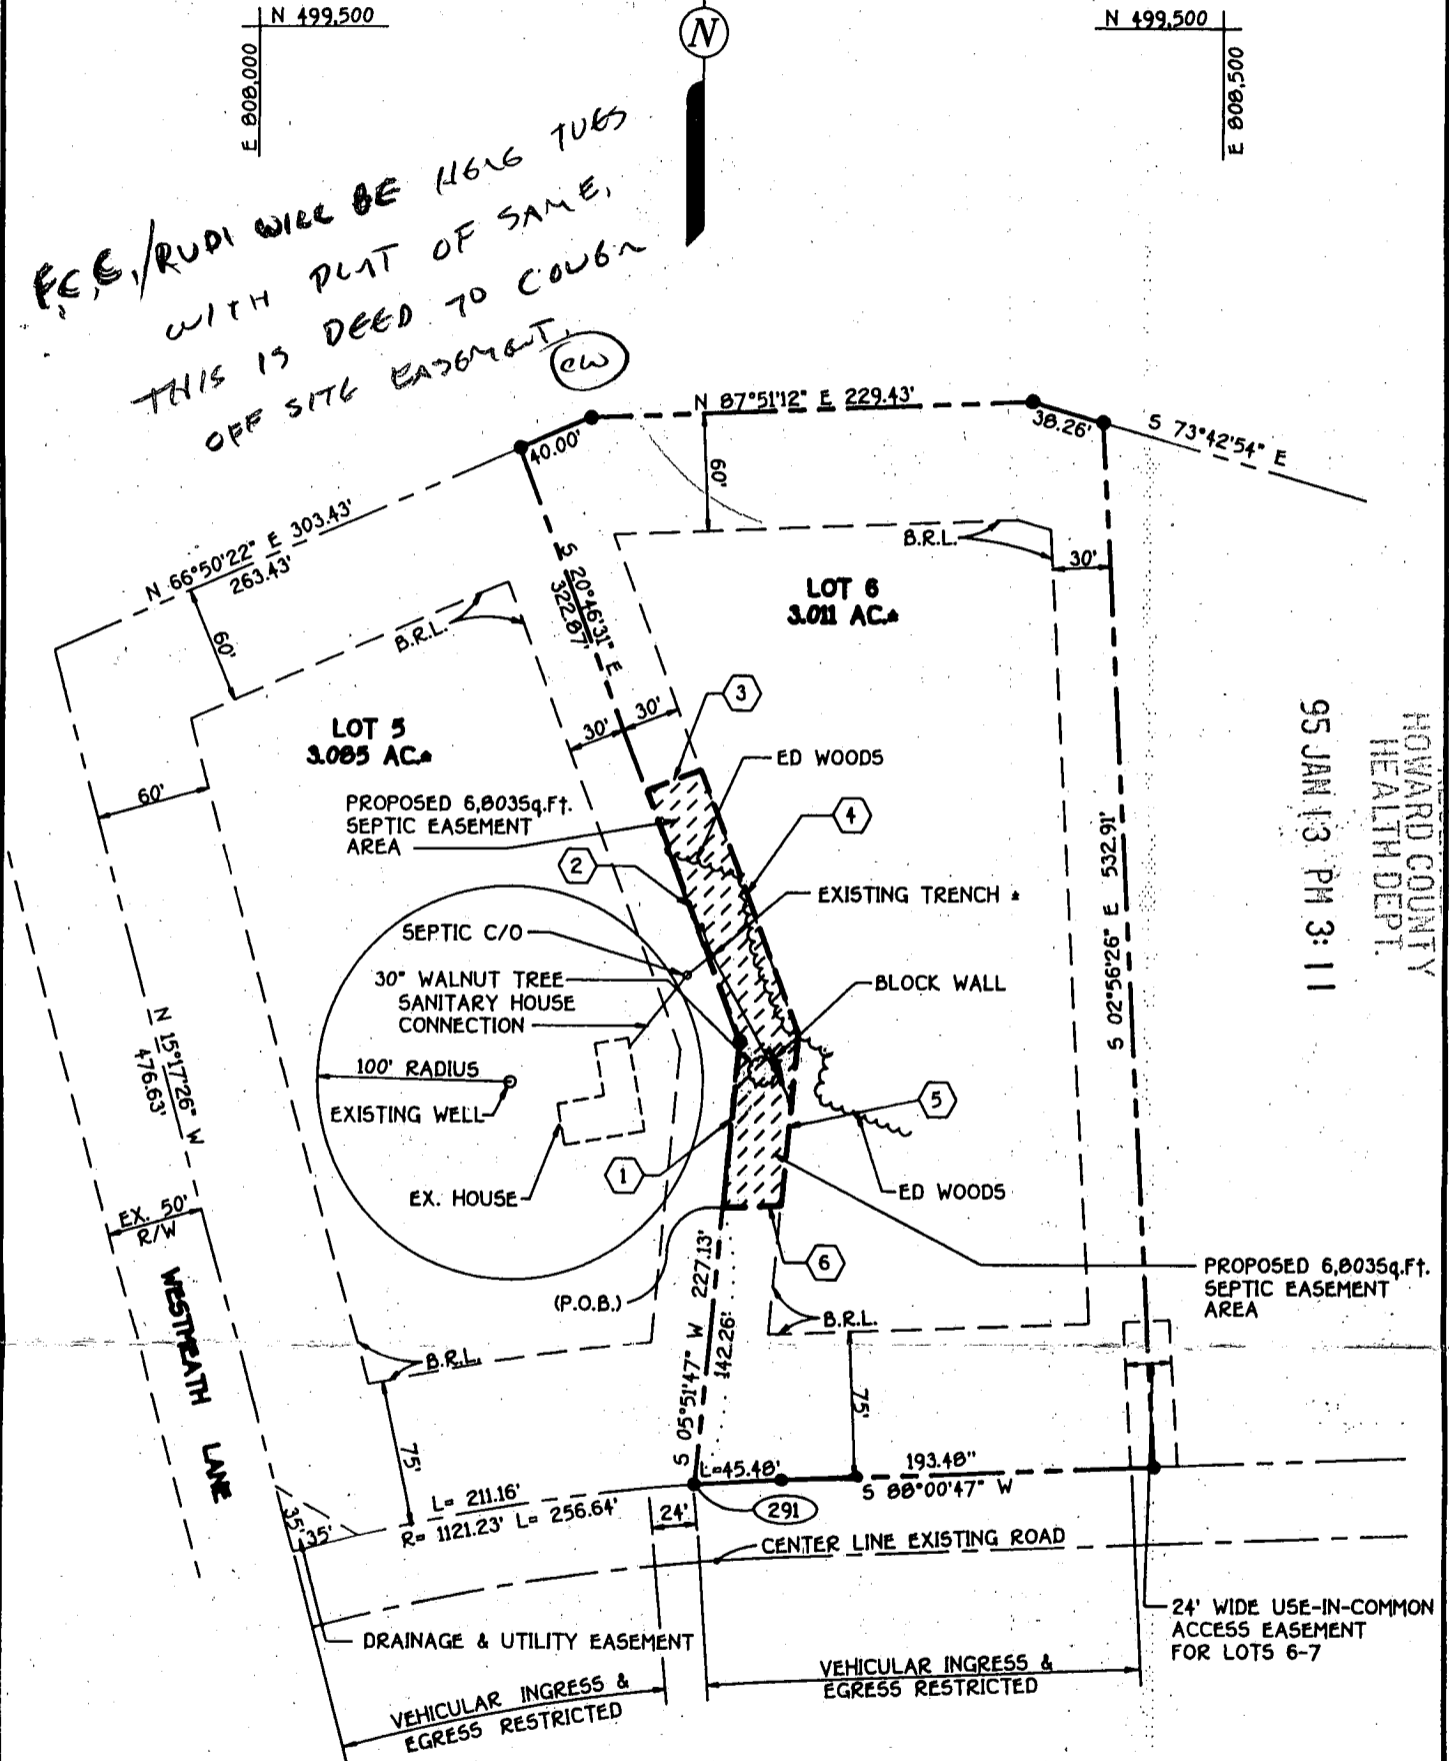 N 499,500
E 808,000
N
N 499,500
E 808,500
F.C.C./RUDI WILL BE HERE TUES
WITH PLAT OF SAME.
THIS IS DEED TO COVER
OFF SITE EASEMENT.
CW
N 87°51'12" E 229.43'
40.00'
38.26'
S 73°42'54" E
60'
N 66°50'22" E 303.43'
263.43'
60'
B.R.L.
S 20°46'31" E
322.87'
B.R.L.
30'
LOT 6
3.011 AC.±
LOT 5
3.085 AC.±
30'
30'
3
ED WOODS
60'
PROPOSED 6,803Sq.Ft.
SEPTIC EASEMENT
AREA
4
2
EXISTING TRENCH ±
SEPTIC C/O
30" WALNUT TREE
SANITARY HOUSE
CONNECTION
BLOCK WALL
S 02°56'26" E 532.91'
HOWARD COUNTY
HEALTH DEPT.
95 JAN 13 PM 3:11
N 15°17'26" W
476.63'
100' RADIUS
EXISTING WELL
5
1
EX. HOUSE
ED WOODS
EX. 50'
R/W
WESTMEATH LANE
6
PROPOSED 6,803Sq.Ft.
SEPTIC EASEMENT
AREA
(P.O.B.)
S 05°51'47" W 227.13'
142.26'
B.R.L.
B.R.L.
75'
75'
L=45.48'
193.48"
S 88°00'47" W
291
L= 211.16'
R= 1121.23' L= 256.64'
24'
35'
35'
CENTER LINE EXISTING ROAD
DRAINAGE & UTILITY EASEMENT
24' WIDE USE-IN-COMMON
ACCESS EASEMENT
FOR LOTS 6-7
VEHICULAR INGRESS &
EGRESS RESTRICTED
VEHICULAR INGRESS &
EGRESS RESTRICTED